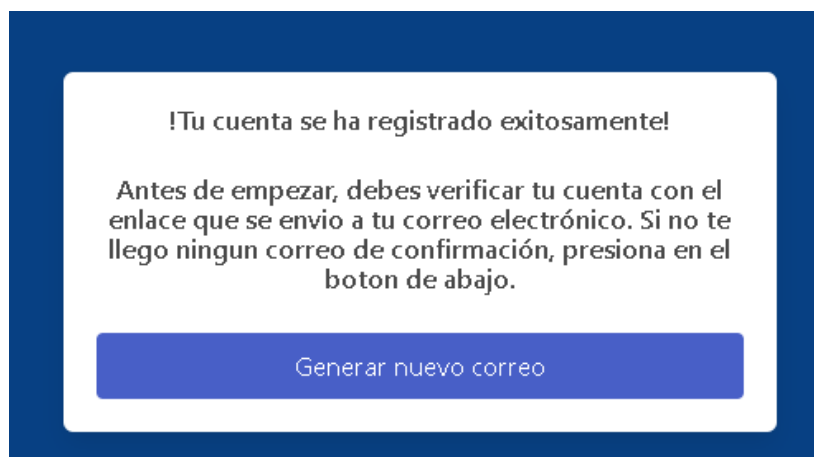 !Tu cuenta se ha registrado exitosamente!
Antes de empezar, debes verificar tu cuenta con el
enlace que se envio a tu correo electrónico. Si no te
llego ningun correo de confirmación, presiona en el
boton de abajo.
Generar nuevo correo